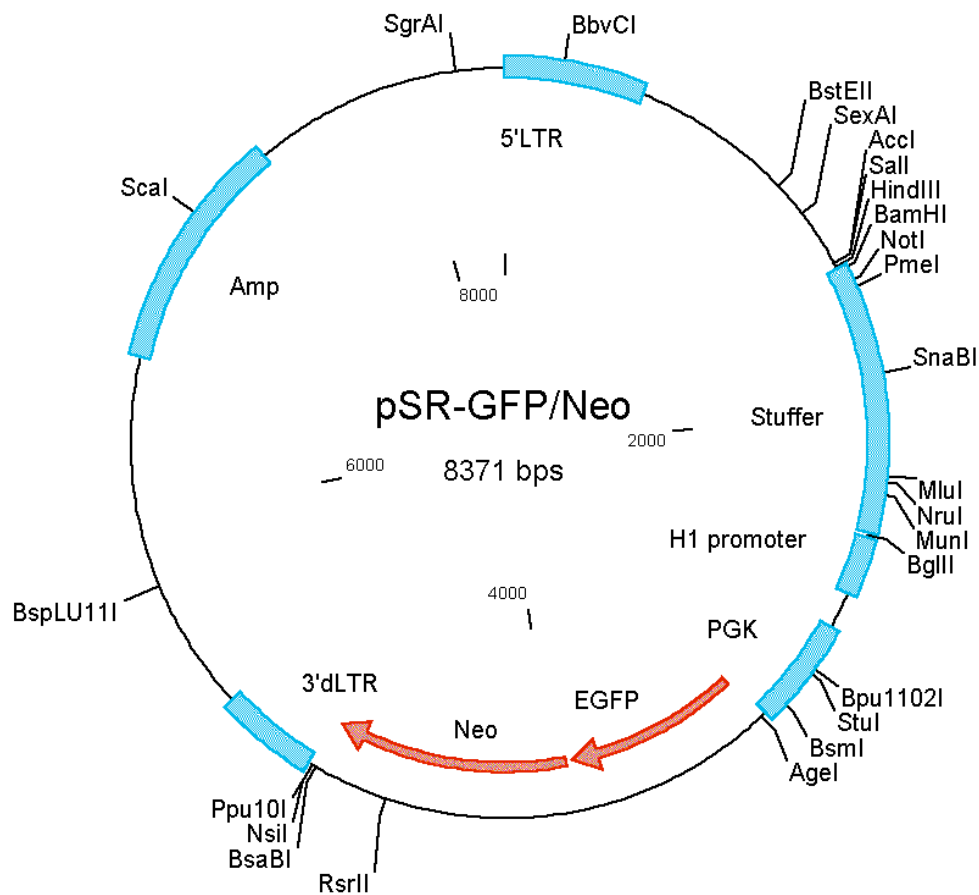 SgrAI
BbvCI
BstEII
SexAI
AccI
SalI
HindIII
BamHI
NotI
PmeI
5'LTR
ScaI
Amp
8000
SnaBI
pSR-GFP/Neo
Stuffer
2000
8371 bps
6000
MluI
NruI
MunI
H1 promoter
BglII
BspLU11I
4000
PGK
3'dLTR
EGFP
Neo
Bpu1102I
StuI
BsmI
AgeI
Ppu10I
NsiI
BsaBI
RsrII